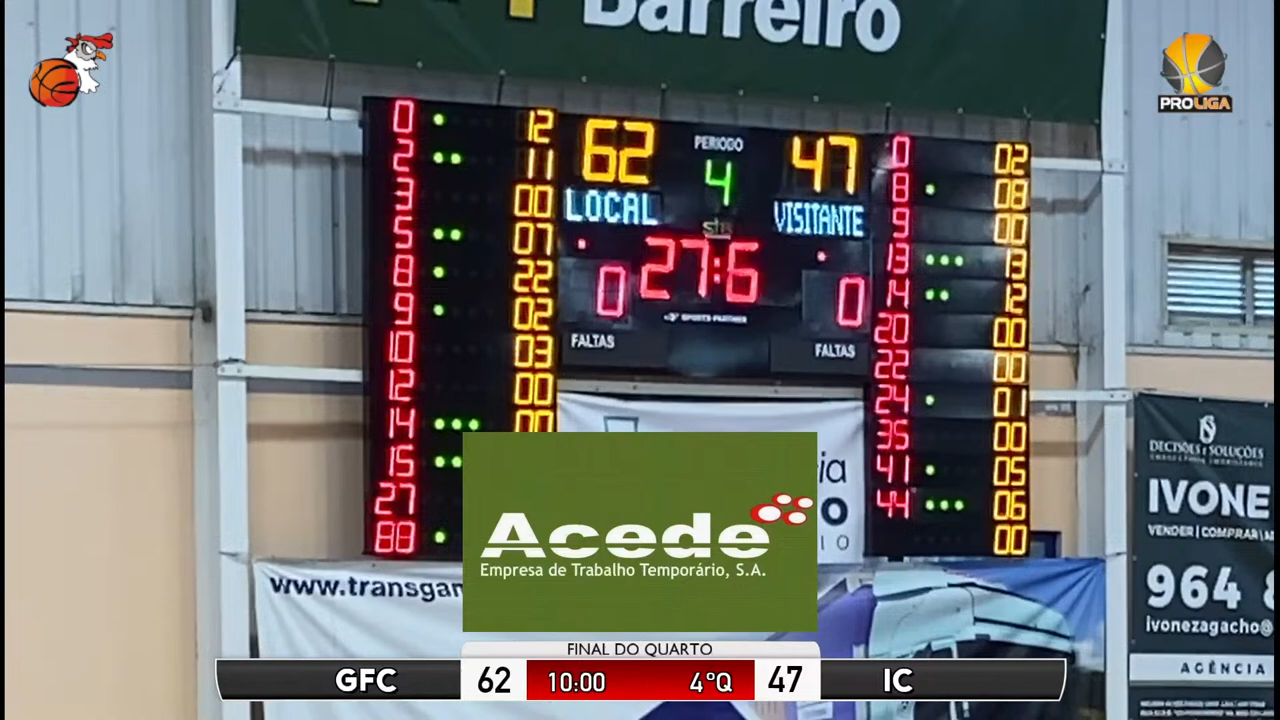 Barreiro
PROLIGA
0 12
2 11
3 00
5 07
8 22
9 02
10 03
12 00
14 00
15
27
88
62 PERIODO 47
4
LOCAL VISITANTE
27:6
0 0
SPORTS PARTNER
FALTAS FALTAS
0 02
8 08
9 00
13 13
14 12
20 00
22 00
24 01
35 00
41 05
44 06
00
Acede
Empresa de Trabalho Temporário, S.A.
www.transgam
DECISÕES E SOLUÇÕES
IVONE
VENDER | COMPRAR
964 8
ivonezagacho@
AGÊNCIA
FINAL DO QUARTO
GFC 62 10:00 4ºQ 47 IC